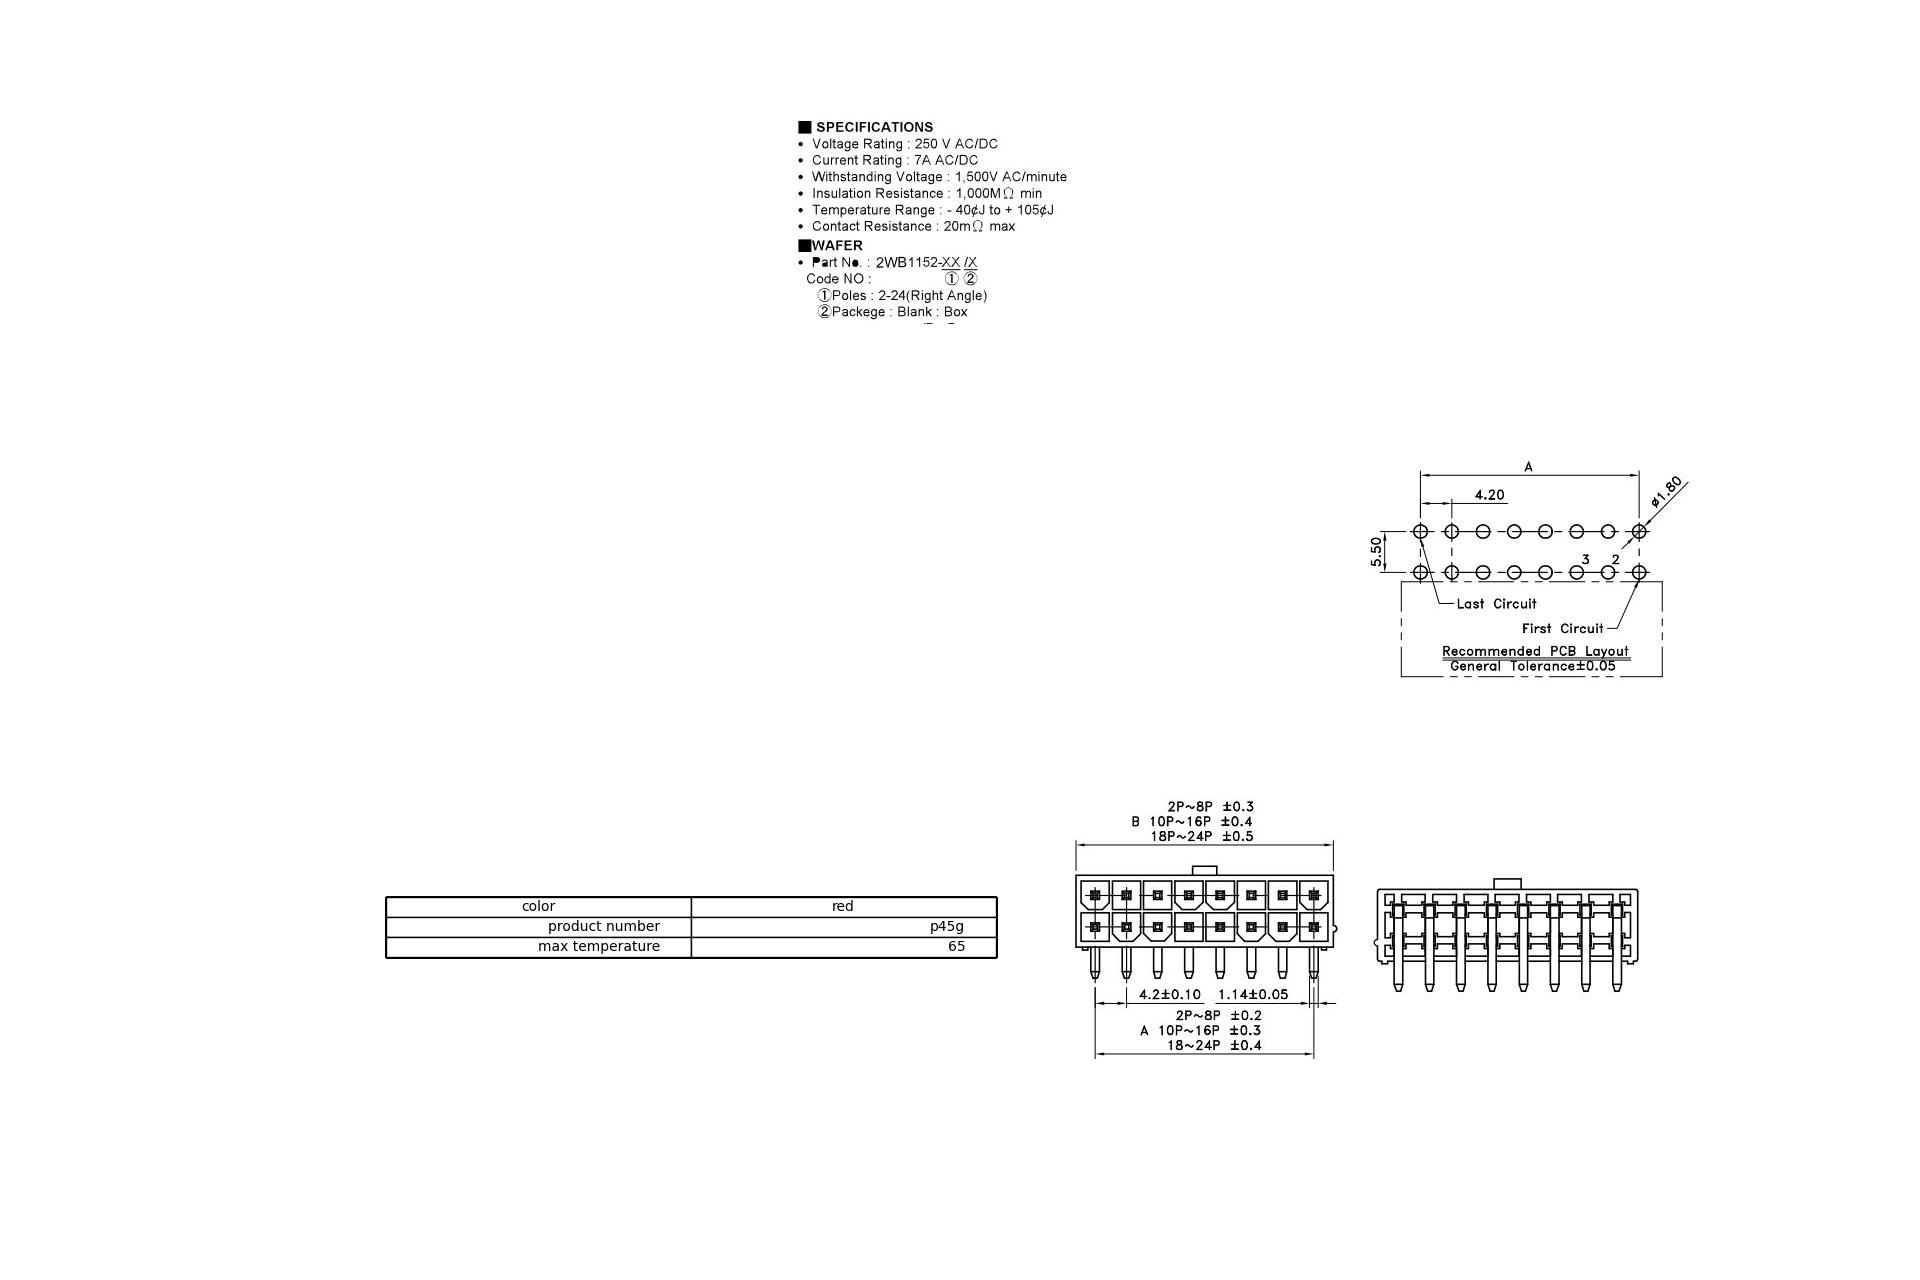 ■ SPECIFICATIONS
• Voltage Rating : 250 V AC/DC
• Current Rating : 7A AC/DC
• Withstanding Voltage : 1,500V AC/minute
• Insulation Resistance : 1,000MΩ min
• Temperature Range : - 40¢J to + 105¢J
• Contact Resistance : 20mΩ max
■WAFER
• Part No. : 2WB1152-XX /X
Code NO : ① ②
①Poles : 2-24(Right Angle)
②Packege : Blank : Box
A
4.20
ø1.80
5.50
3 2
Last Circuit
First Circuit
Recommended PCB Layout
General Tolerance±0.05
2P~8P ±0.3
B 10P~16P ±0.4
18P~24P ±0.5
color red
product number p45g
max temperature 65
4.2±0.10 1.14±0.05
2P~8P ±0.2
A 10P~16P ±0.3
18~24P ±0.4